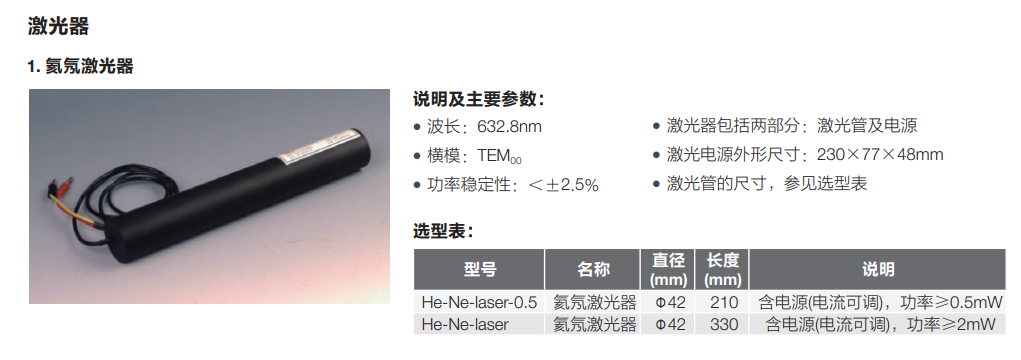 激光器
1. 氦氖激光器
说明及主要参数：
● 波长：632.8nm
● 横模：TEM00
● 功率稳定性：＜±2.5%
● 激光器包括两部分：激光管及电源
● 激光电源外形尺寸：230×77×48mm
● 激光管的尺寸，参见选型表
选型表：
型号 名称 直径(mm) 长度(mm) 说明
He-Ne-laser-0.5 氦氖激光器 Φ42 210 含电源(电流可调)，功率≥0.5mW
He-Ne-laser 氦氖激光器 Φ42 330 含电源(电流可调)，功率≥2mW